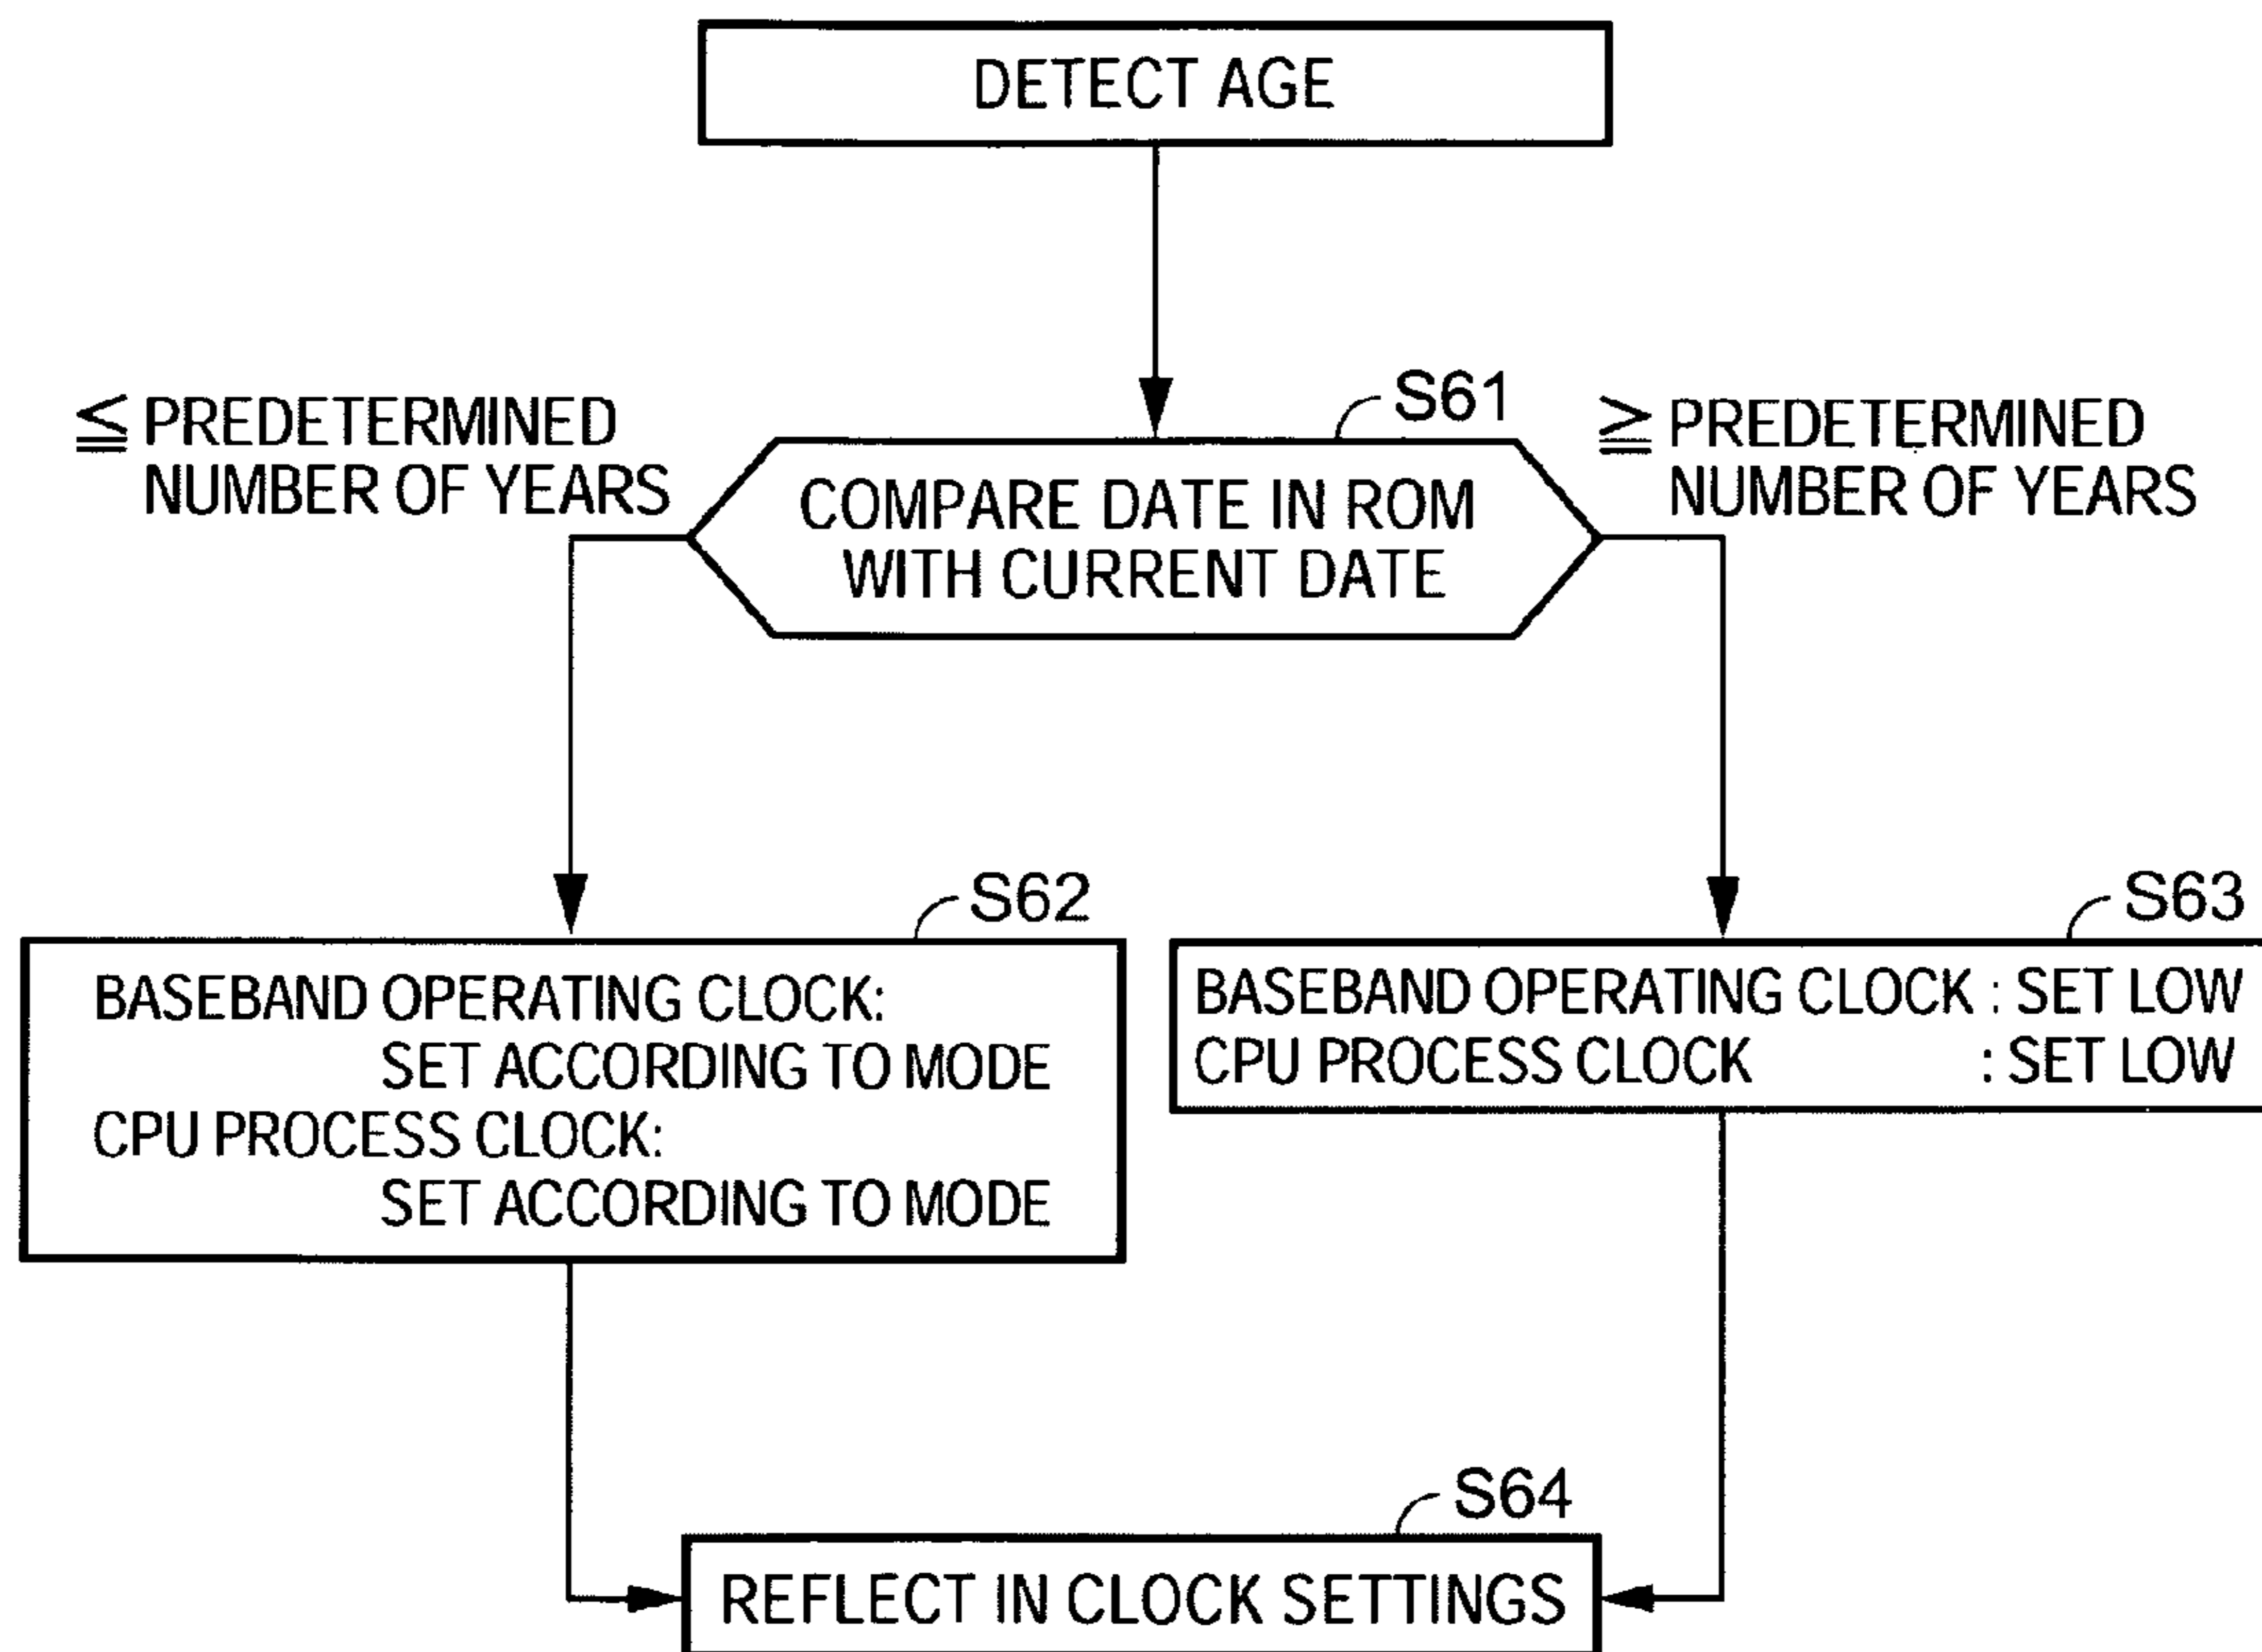 DETECT AGE
S61
≦ PREDETERMINED
NUMBER OF YEARS
≧ PREDETERMINED
NUMBER OF YEARS
COMPARE DATE IN ROM
WITH CURRENT DATE
S62
BASEBAND OPERATING CLOCK:
SET ACCORDING TO MODE
CPU PROCESS CLOCK:
SET ACCORDING TO MODE
S63
BASEBAND OPERATING CLOCK : SET LOW
CPU PROCESS CLOCK : SET LOW
S64
REFLECT IN CLOCK SETTINGS